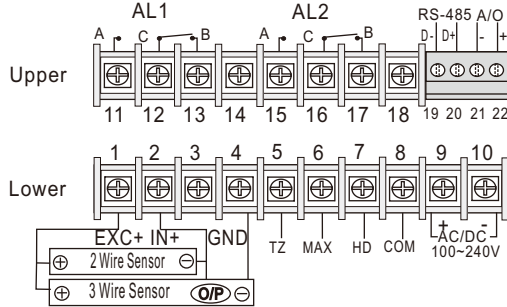 AL1 AL2 RS-485 A/O
A C B A C B D- D+ - +
Upper
11 12 13 14 15 16 17 18 19 20 21 22
1 2 3 4 5 6 7 8 9 10
Lower
+ -
EXC+ IN+ GND TZ MAX HD COM AC/DC
100~240V
2 Wire Sensor
3 Wire Sensor O/P